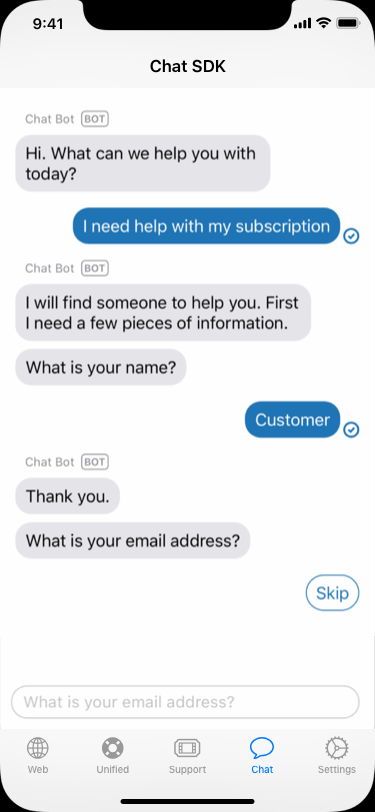 9:41
Chat SDK
Chat Bot BOT
Hi. What can we help you with
today?
I need help with my subscription
Chat Bot BOT
I will find someone to help you. First
I need a few pieces of information.
What is your name?
Customer
Chat Bot BOT
Thank you.
What is your email address?
Skip
What is your email address?
Web Unified Support Chat Settings